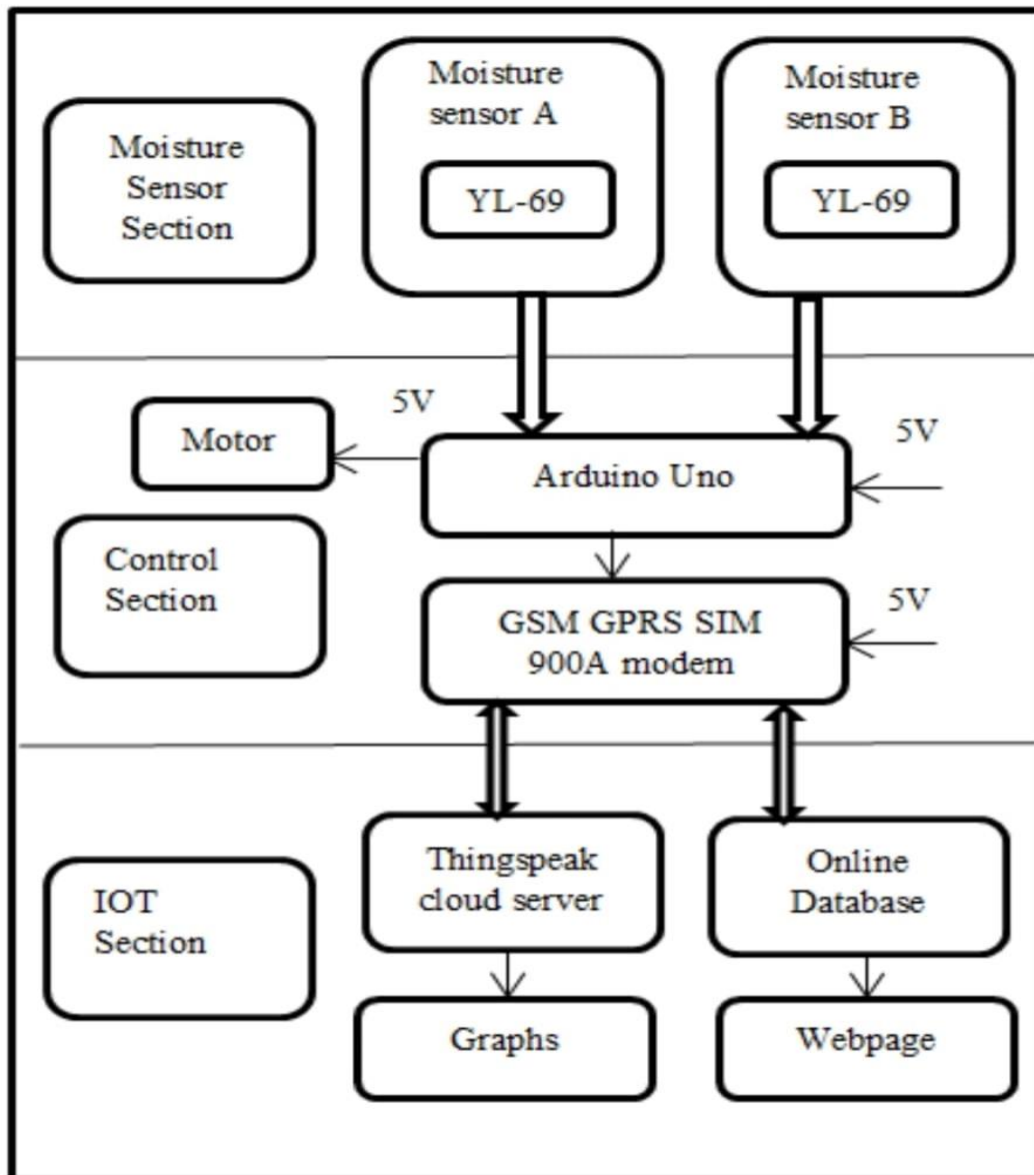 Moisture
Sensor
Section
Moisture
sensor A
YL-69
Moisture
sensor B
YL-69
Motor
5V
Arduino Uno
5V
Control
Section
GSM GPRS SIM
900A modem
5V
IOT
Section
Thingspeak
cloud server
Online
Database
Graphs
Webpage